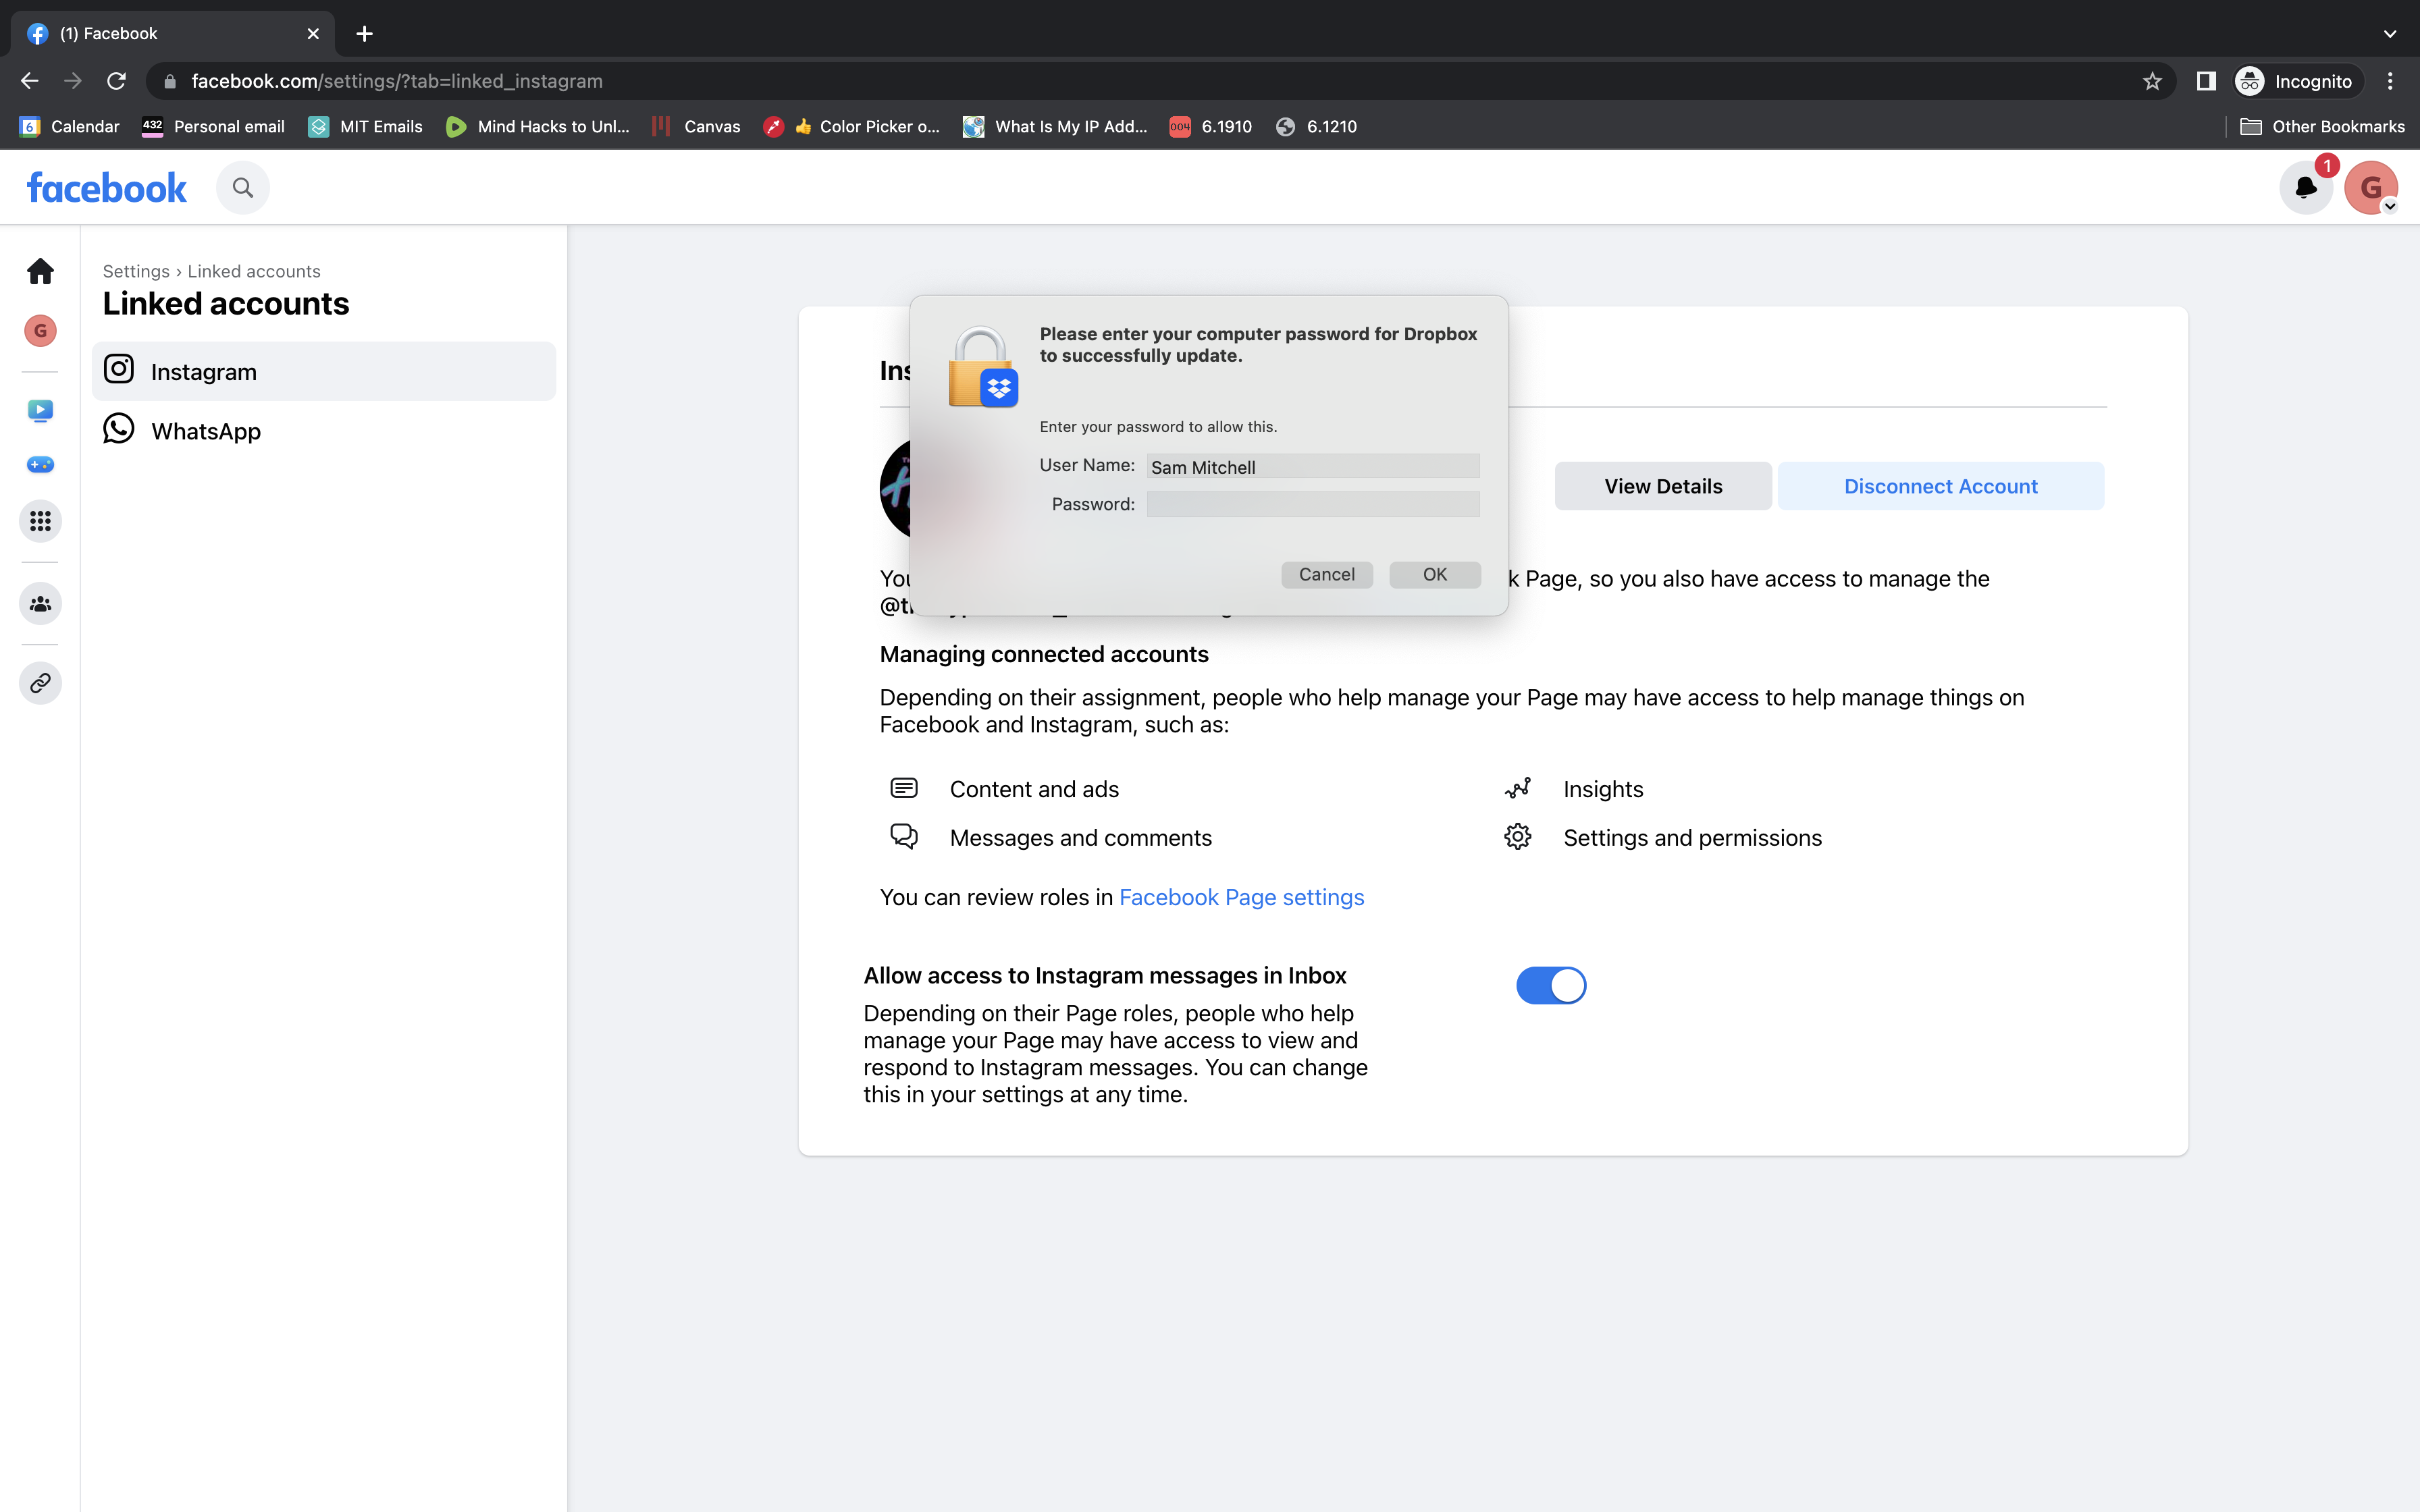 (1) Facebook
facebook.com/settings/?tab=linked_instagram
Incognito
6 Calendar
432 Personal email
MIT Emails
Mind Hacks to Unl...
Canvas
👍 Color Picker o...
What Is My IP Add...
004 6.1910
6.1210
Other Bookmarks
facebook
1
G
Settings › Linked accounts
Linked accounts
G
Instagram
WhatsApp
Please enter your computer password for Dropbox
to successfully update.
Enter your password to allow this.
User Name: Sam Mitchell
Password:
Cancel
OK
View Details
Disconnect Account
k Page, so you also have access to manage the
Managing connected accounts
Depending on their assignment, people who help manage your Page may have access to help manage things on
Facebook and Instagram, such as:
Content and ads
Insights
Messages and comments
Settings and permissions
You can review roles in Facebook Page settings
Allow access to Instagram messages in Inbox
Depending on their Page roles, people who help
manage your Page may have access to view and
respond to Instagram messages. You can change
this in your settings at any time.